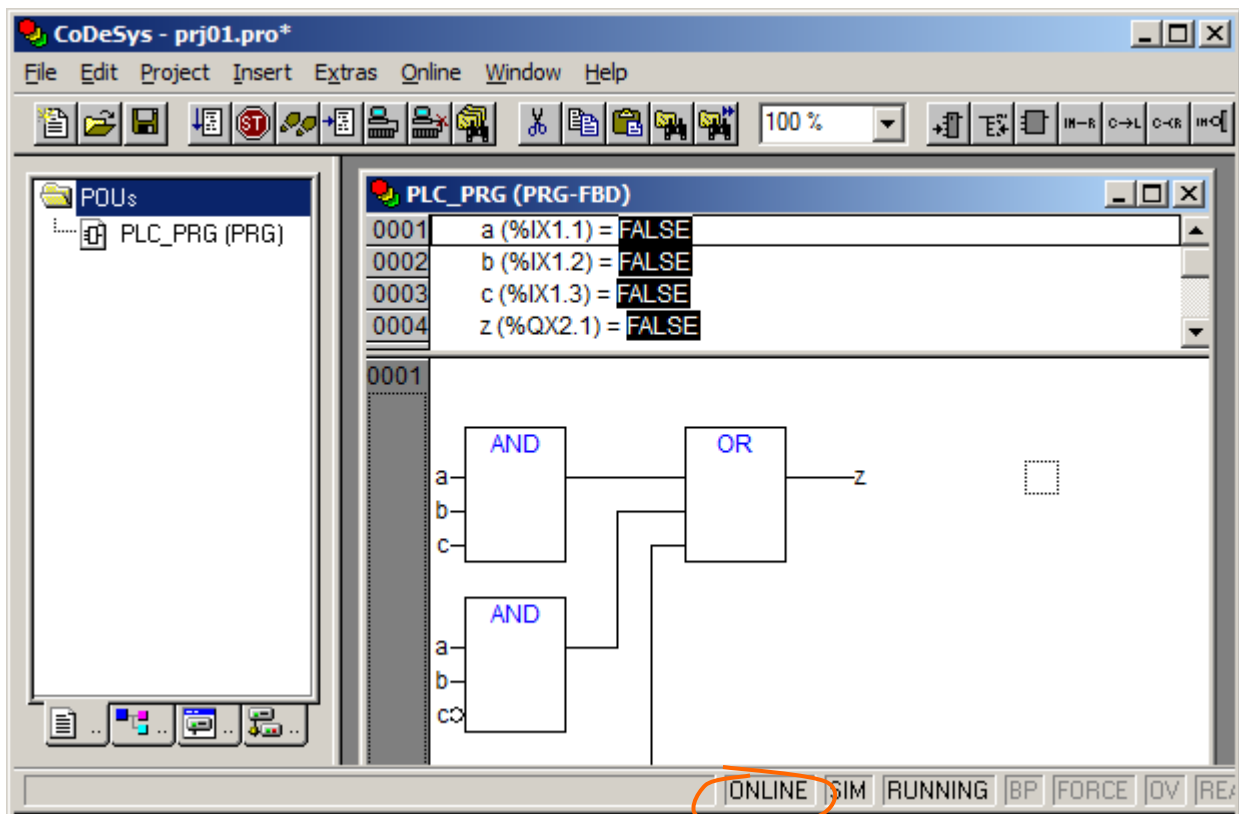 CoDeSys - prj01.pro*
File Edit Project Insert Extras Online Window Help
ST 100 %
POUs
PLC_PRG (PRG)
PLC_PRG (PRG-FBD)
0001 a (%IX1.1) = FALSE
0002 b (%IX1.2) = FALSE
0003 c (%IX1.3) = FALSE
0004 z (%QX2.1) = FALSE
0001
AND OR
a z
b
c
AND
a
b
c
.. .. .. ..
ONLINE SIM RUNNING BP FORCE OV